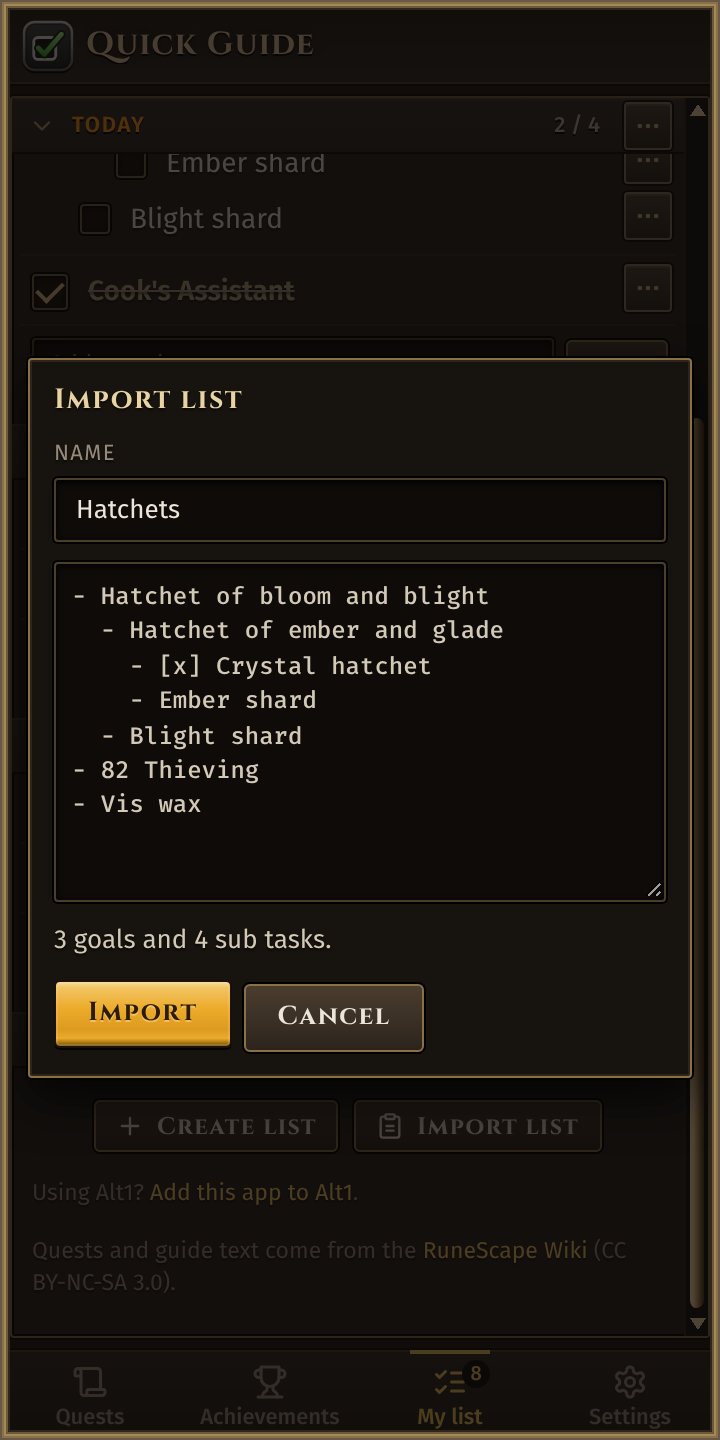 Quick Guide
TODAY 2 / 4
Ember shard
Blight shard
Cook's Assistant
Import list
NAME
Hatchets
- Hatchet of bloom and blight
  - Hatchet of ember and glade
    - [x] Crystal hatchet
    - Ember shard
  - Blight shard
- 82 Thieving
- Vis wax
3 goals and 4 sub tasks.
Import Cancel
Create list Import list
Using Alt1? Add this app to Alt1.
Quests and guide text come from the RuneScape Wiki (CC
BY-NC-SA 3.0).
8
Quests Achievements My list Settings